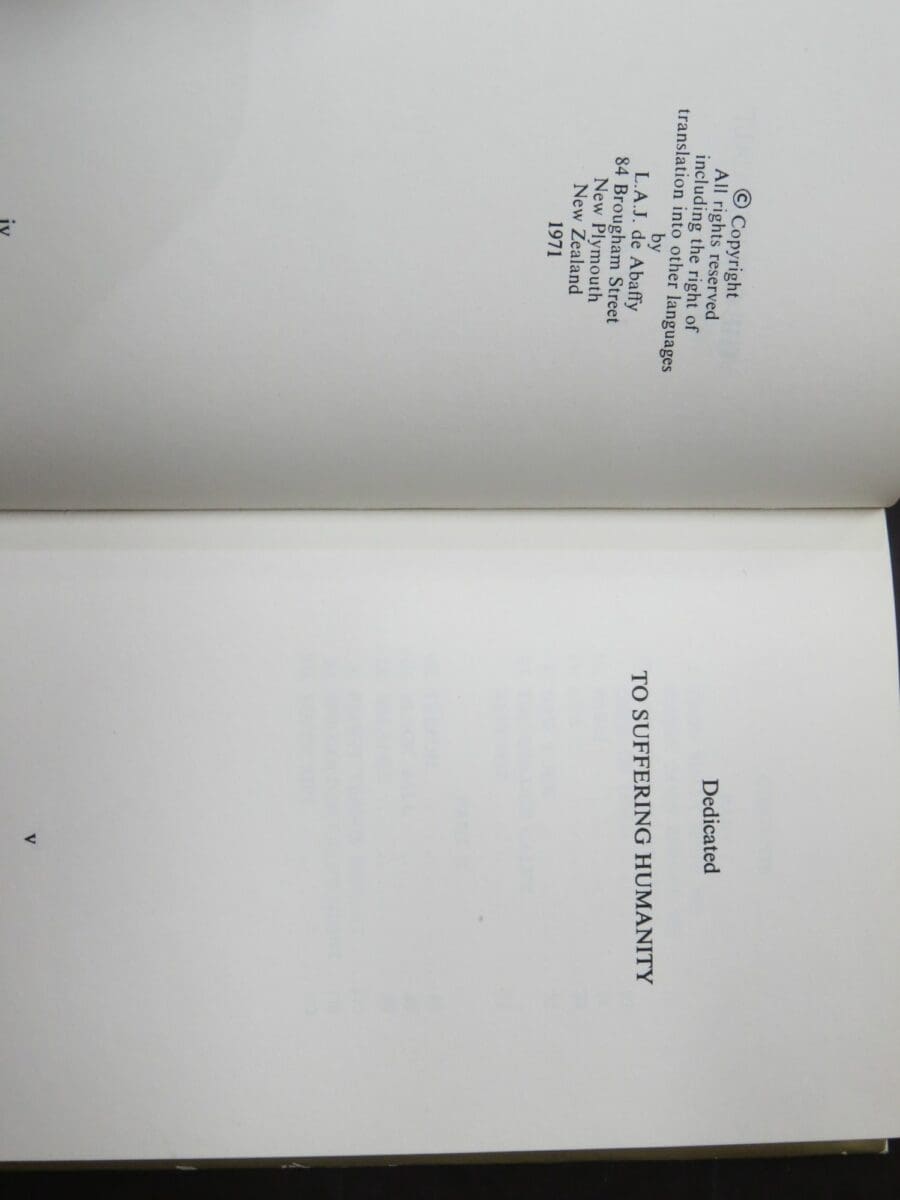 © Copyright
All rights reserved
including the right of
translation into other languages
by
L.A.J. de Abaffy
84 Brougham Street
New Plymouth
New Zealand
1971
iv
Dedicated
TO SUFFERING HUMANITY
v